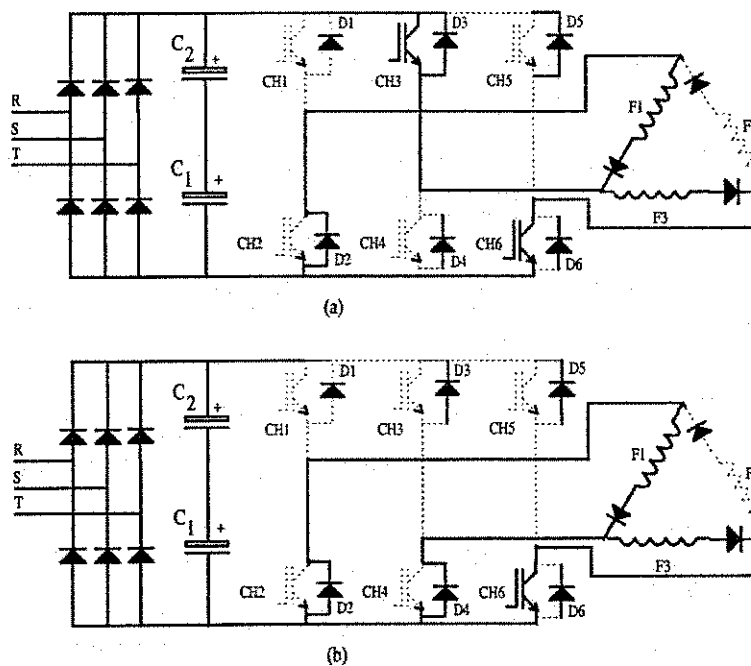 C2 +
D1
D3
D5
CH1
CH3
CH5
R
S
T
F1
F
C1 +
F3
CH2
D2
CH4
D4
CH6
D6
(a)
C2 +
D1
D3
D5
CH1
CH3
CH5
R
S
T
F1
F
C1 +
F3
CH2
D2
CH4
D4
CH6
D6
(b)